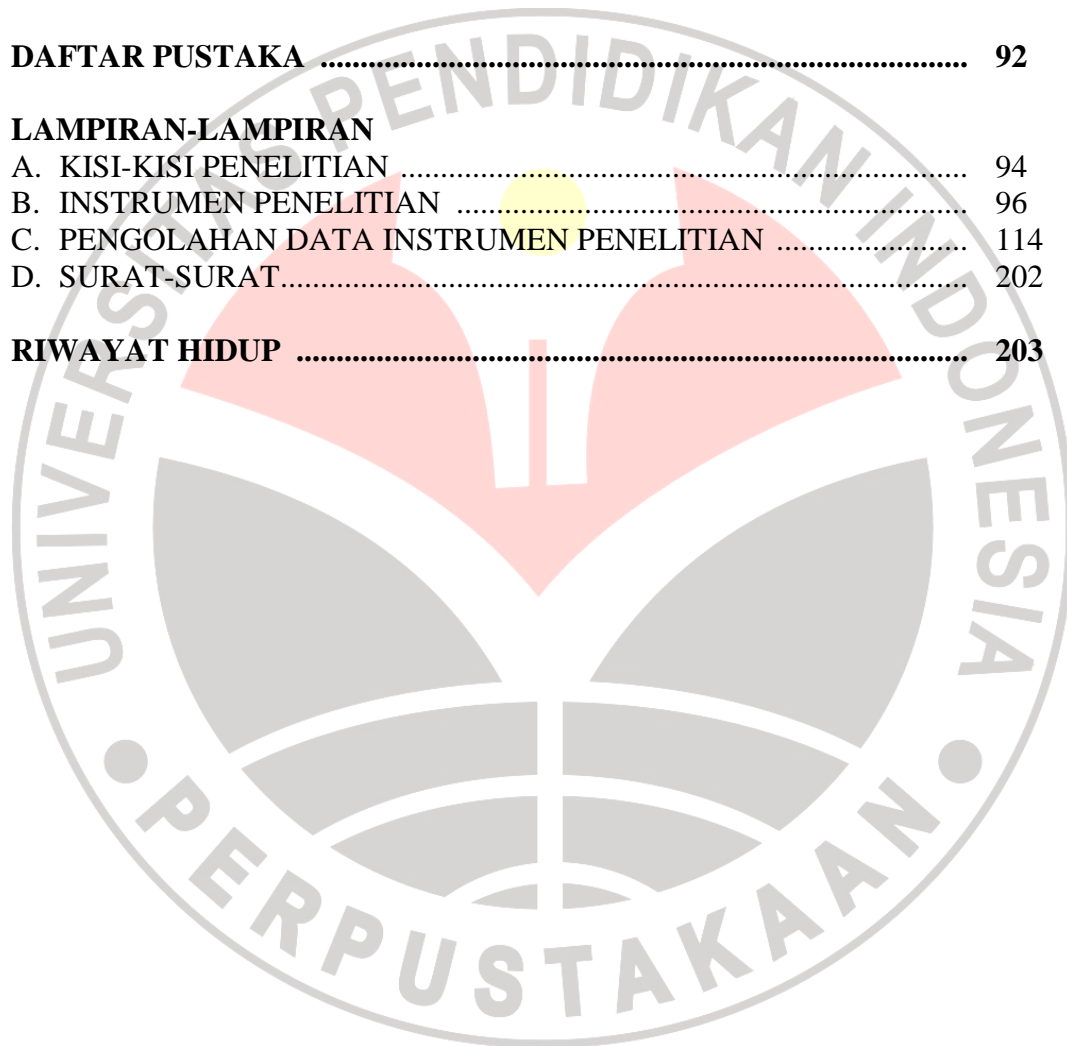 DAFTAR PUSTAKA ................................................................................. 92
LAMPIRAN-LAMPIRAN
A. KISI-KISI PENELITIAN ....................................................................... 94
B. INSTRUMEN PENELITIAN ................................................................ 96
C. PENGOLAHAN DATA INSTRUMEN PENELITIAN ........................ 114
D. SURAT-SURAT...................................................................................... 202
RIWAYAT HIDUP .................................................................................... 203
UNIVERSITAS PENDIDIKAN INDONESIA
PERPUSTAKAAN